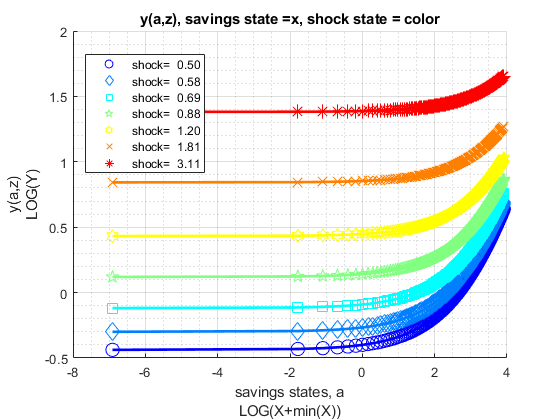 y(a,z), savings state =x, shock state = color
2
1.5
1
0.5
0
-0.5
y(a,z)
LOG(Y)
shock= 0.50
shock= 0.58
shock= 0.69
shock= 0.88
shock= 1.20
shock= 1.81
shock= 3.11
-8 -6 -4 -2 0 2 4
savings states, a
LOG(X+min(X))